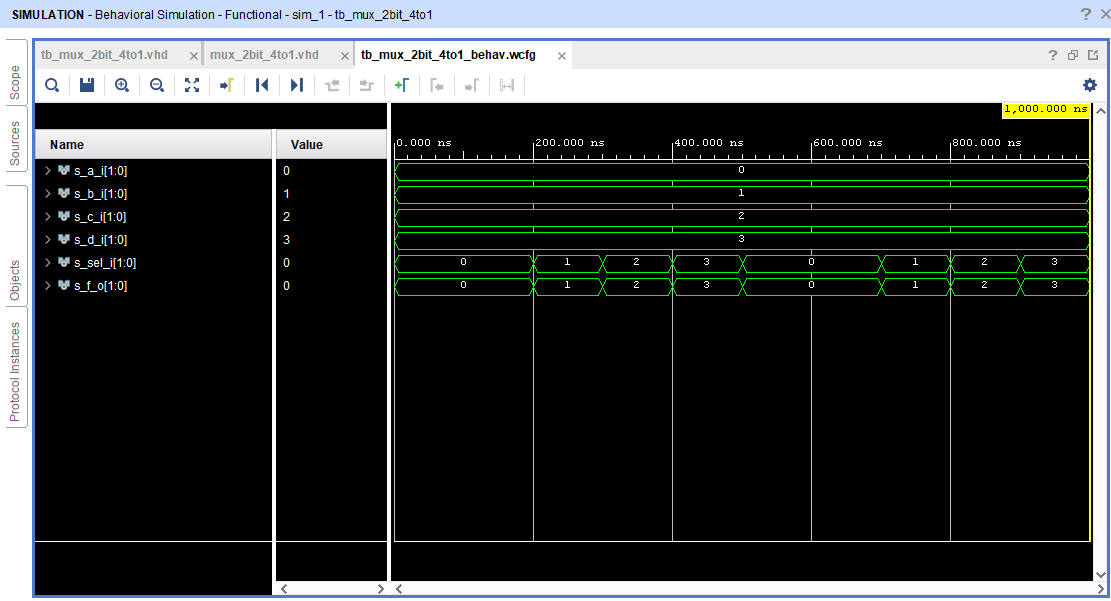 SIMULATION - Behavioral Simulation - Functional - sim_1 - tb_mux_2bit_4to1
tb_mux_2bit_4to1.vhd mux_2bit_4to1.vhd tb_mux_2bit_4to1_behav.wcfg
Scope
Sources
Objects
Protocol Instances
1,000.000 ns
Name Value 0.000 ns 200.000 ns 400.000 ns 600.000 ns 800.000 ns
s_a_i[1:0] 0 0
s_b_i[1:0] 1 1
s_c_i[1:0] 2 2
s_d_i[1:0] 3 3
s_sel_i[1:0] 0 0 1 2 3 0 1 2 3
s_f_o[1:0] 0 0 1 2 3 0 1 2 3